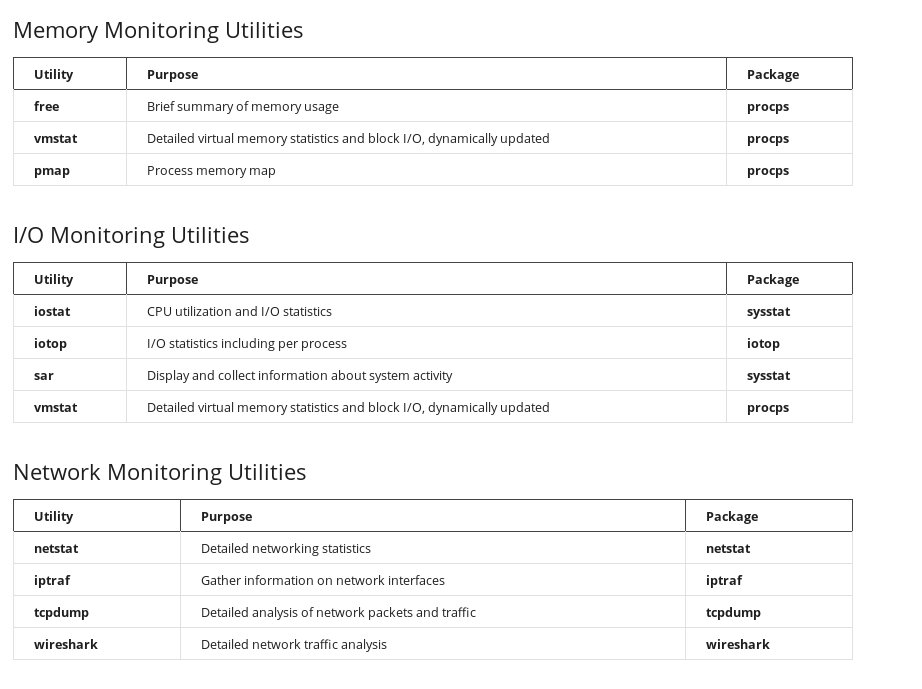 Memory Monitoring Utilities
Utility Purpose Package
free Brief summary of memory usage procps
vmstat Detailed virtual memory statistics and block I/O, dynamically updated procps
pmap Process memory map procps
I/O Monitoring Utilities
Utility Purpose Package
iostat CPU utilization and I/O statistics sysstat
iotop I/O statistics including per process iotop
sar Display and collect information about system activity sysstat
vmstat Detailed virtual memory statistics and block I/O, dynamically updated procps
Network Monitoring Utilities
Utility Purpose Package
netstat Detailed networking statistics netstat
iptraf Gather information on network interfaces iptraf
tcpdump Detailed analysis of network packets and traffic tcpdump
wireshark Detailed network traffic analysis wireshark